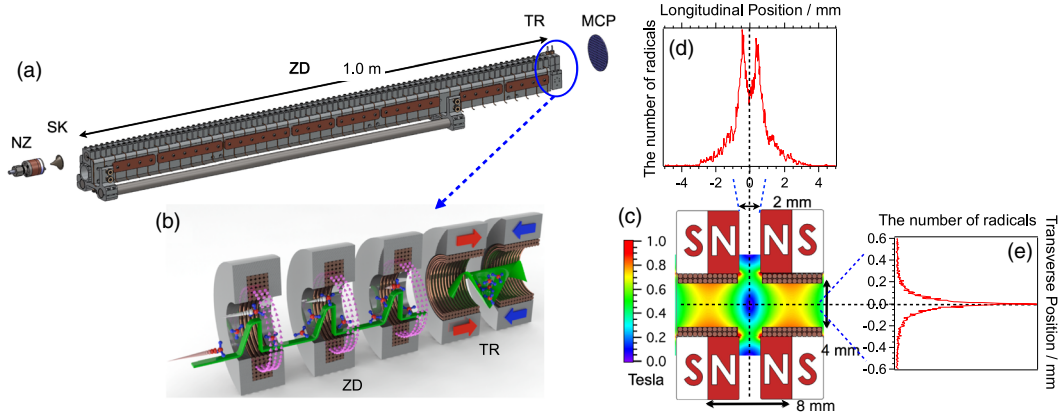 (a)
NZ
SK
ZD
1.0 m
TR
MCP
(b)
ZD
TR
Longitudinal Position / mm
(d)
The number of radicals
-4 -2 0 2 4
2 mm
(c)
1.0
0.8
0.6
0.4
0.2
0.0
Tesla
S N N S
S N N S
4 mm
8 mm
The number of radicals
(e)
0.6
0.4
0.2
0.0
-0.2
-0.4
-0.6
Transverse Position / mm